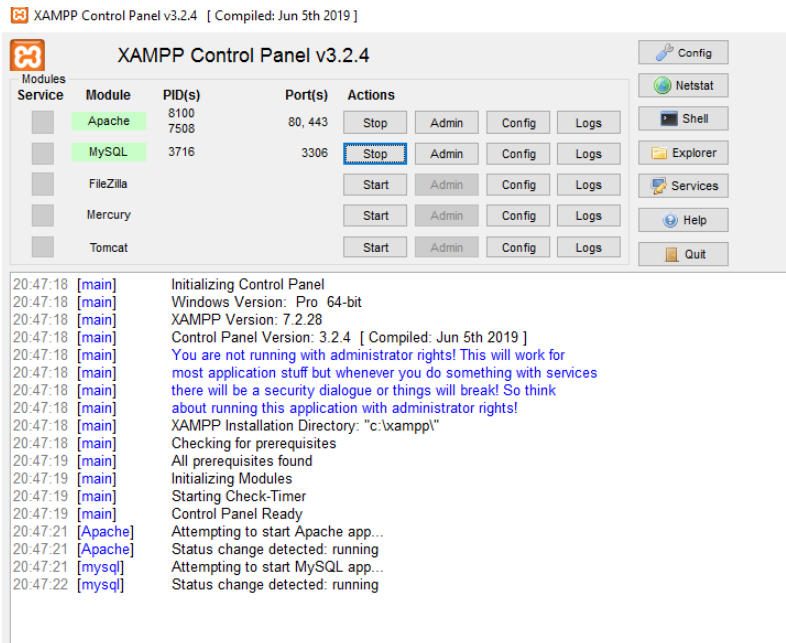 XAMPP Control Panel v3.2.4 [ Compiled: Jun 5th 2019 ]
XAMPP Control Panel v3.2.4
Config
Modules
Service Module PID(s) Port(s) Actions
Netstat
Apache 8100 7508 80, 443 Stop Admin Config Logs
Shell
MySQL 3716 3306 Stop Admin Config Logs
Explorer
FileZilla Start Admin Config Logs
Services
Mercury Start Admin Config Logs
Help
Tomcat Start Admin Config Logs
Quit
20:47:18 [main] Initializing Control Panel
20:47:18 [main] Windows Version: Pro 64-bit
20:47:18 [main] XAMPP Version: 7.2.28
20:47:18 [main] Control Panel Version: 3.2.4 [ Compiled: Jun 5th 2019 ]
20:47:18 [main] You are not running with administrator rights! This will work for
20:47:18 [main] most application stuff but whenever you do something with services
20:47:18 [main] there will be a security dialogue or things will break! So think
20:47:18 [main] about running this application with administrator rights!
20:47:18 [main] XAMPP Installation Directory: "c:\xampp\"
20:47:18 [main] Checking for prerequisites
20:47:19 [main] All prerequisites found
20:47:19 [main] Initializing Modules
20:47:19 [main] Starting Check-Timer
20:47:19 [main] Control Panel Ready
20:47:21 [Apache] Attempting to start Apache app...
20:47:21 [Apache] Status change detected: running
20:47:21 [mysql] Attempting to start MySQL app...
20:47:22 [mysql] Status change detected: running